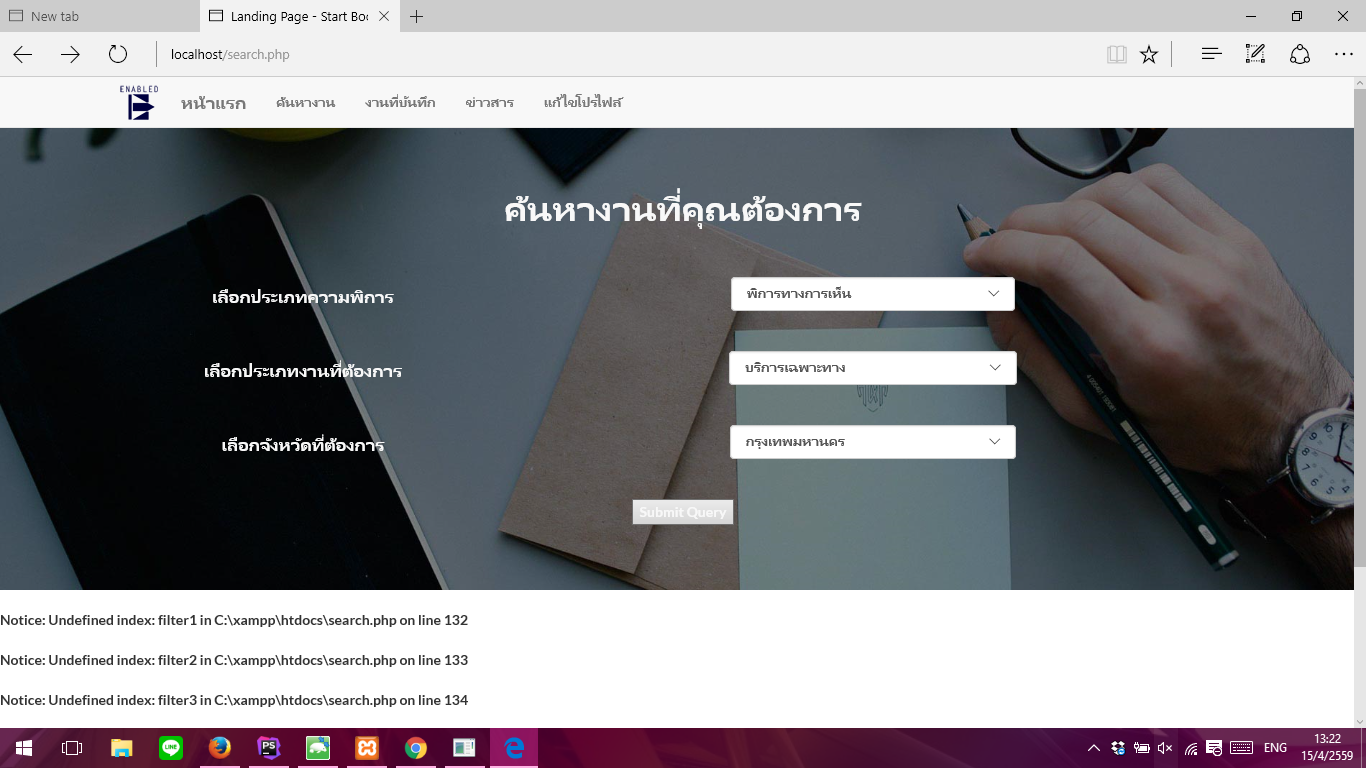 New tab
Landing Page - Start Boo
localhost/search.php
ENABLED
หน้าแรก
ค้นหางาน
งานที่บันทึก
ข่าวสาร
แก้ไขโปรไฟล์
ค้นหางานที่คุณต้องการ
เลือกประเภทความพิการ
พิการทางการเห็น
เลือกประเภทงานที่ต้องการ
บริการเฉพาะทาง
เลือกจังหวัดที่ต้องการ
กรุงเทพมหานคร
Submit Query
Notice: Undefined index: filter1 in C:\xampp\htdocs\search.php on line 132
Notice: Undefined index: filter2 in C:\xampp\htdocs\search.php on line 133
Notice: Undefined index: filter3 in C:\xampp\htdocs\search.php on line 134
LINE
PS
ENG
13:22
15/4/2559